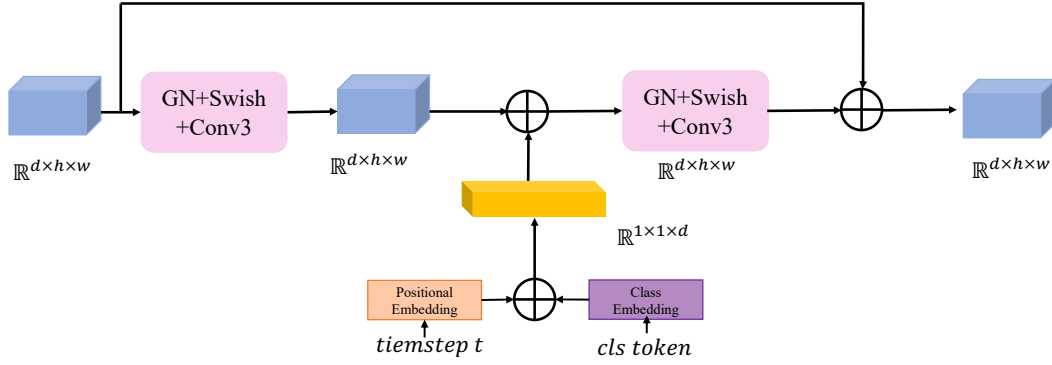 GN+Swish
+Conv3
GN+Swish
+Conv3
ℝ^{d×h×w}
ℝ^{d×h×w}
ℝ^{d×h×w}
ℝ^{d×h×w}
ℝ^{1×1×d}
Positional
Embedding
Class
Embedding
tiemstep t
cls token